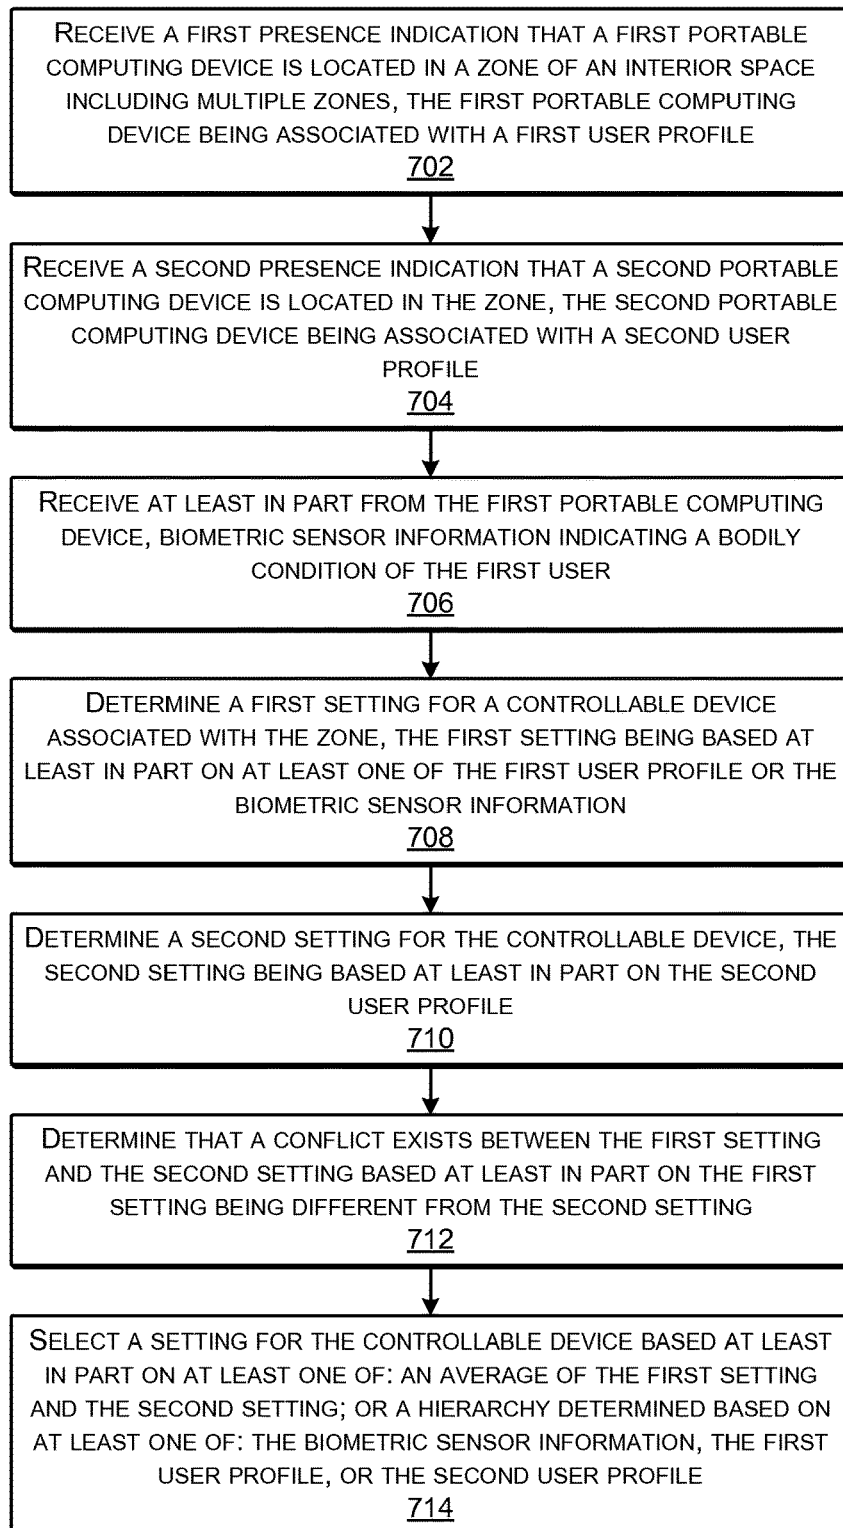 RECEIVE A FIRST PRESENCE INDICATION THAT A FIRST PORTABLE
COMPUTING DEVICE IS LOCATED IN A ZONE OF AN INTERIOR SPACE
INCLUDING MULTIPLE ZONES, THE FIRST PORTABLE COMPUTING
DEVICE BEING ASSOCIATED WITH A FIRST USER PROFILE
702
RECEIVE A SECOND PRESENCE INDICATION THAT A SECOND PORTABLE
COMPUTING DEVICE IS LOCATED IN THE ZONE, THE SECOND PORTABLE
COMPUTING DEVICE BEING ASSOCIATED WITH A SECOND USER
PROFILE
704
RECEIVE AT LEAST IN PART FROM THE FIRST PORTABLE COMPUTING
DEVICE, BIOMETRIC SENSOR INFORMATION INDICATING A BODILY
CONDITION OF THE FIRST USER
706
DETERMINE A FIRST SETTING FOR A CONTROLLABLE DEVICE
ASSOCIATED WITH THE ZONE, THE FIRST SETTING BEING BASED AT
LEAST IN PART ON AT LEAST ONE OF THE FIRST USER PROFILE OR THE
BIOMETRIC SENSOR INFORMATION
708
DETERMINE A SECOND SETTING FOR THE CONTROLLABLE DEVICE, THE
SECOND SETTING BEING BASED AT LEAST IN PART ON THE SECOND
USER PROFILE
710
DETERMINE THAT A CONFLICT EXISTS BETWEEN THE FIRST SETTING
AND THE SECOND SETTING BASED AT LEAST IN PART ON THE FIRST
SETTING BEING DIFFERENT FROM THE SECOND SETTING
712
SELECT A SETTING FOR THE CONTROLLABLE DEVICE BASED AT LEAST
IN PART ON AT LEAST ONE OF: AN AVERAGE OF THE FIRST SETTING
AND THE SECOND SETTING; OR A HIERARCHY DETERMINED BASED ON
AT LEAST ONE OF: THE BIOMETRIC SENSOR INFORMATION, THE FIRST
USER PROFILE, OR THE SECOND USER PROFILE
714